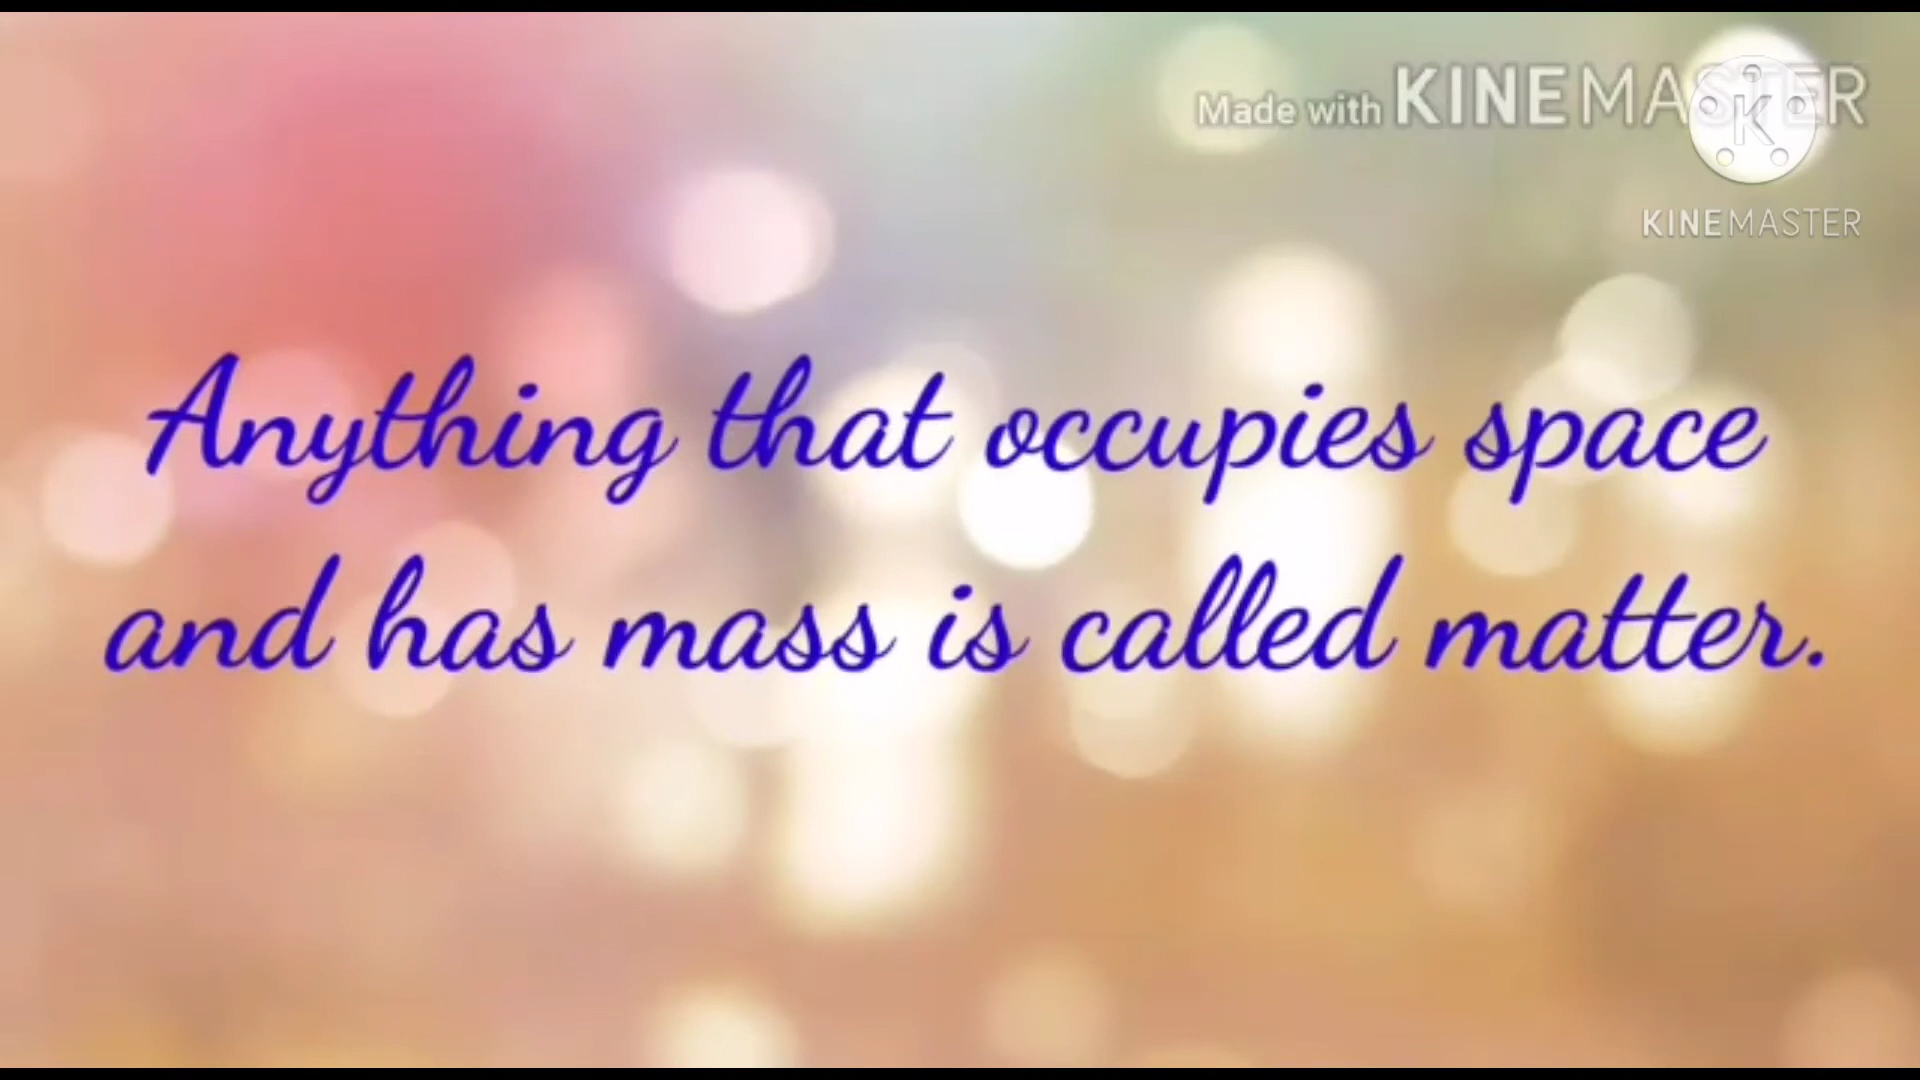 Made with KINEMASTER
K
KINEMASTER
Anything that occupies space
and has mass is called matter.